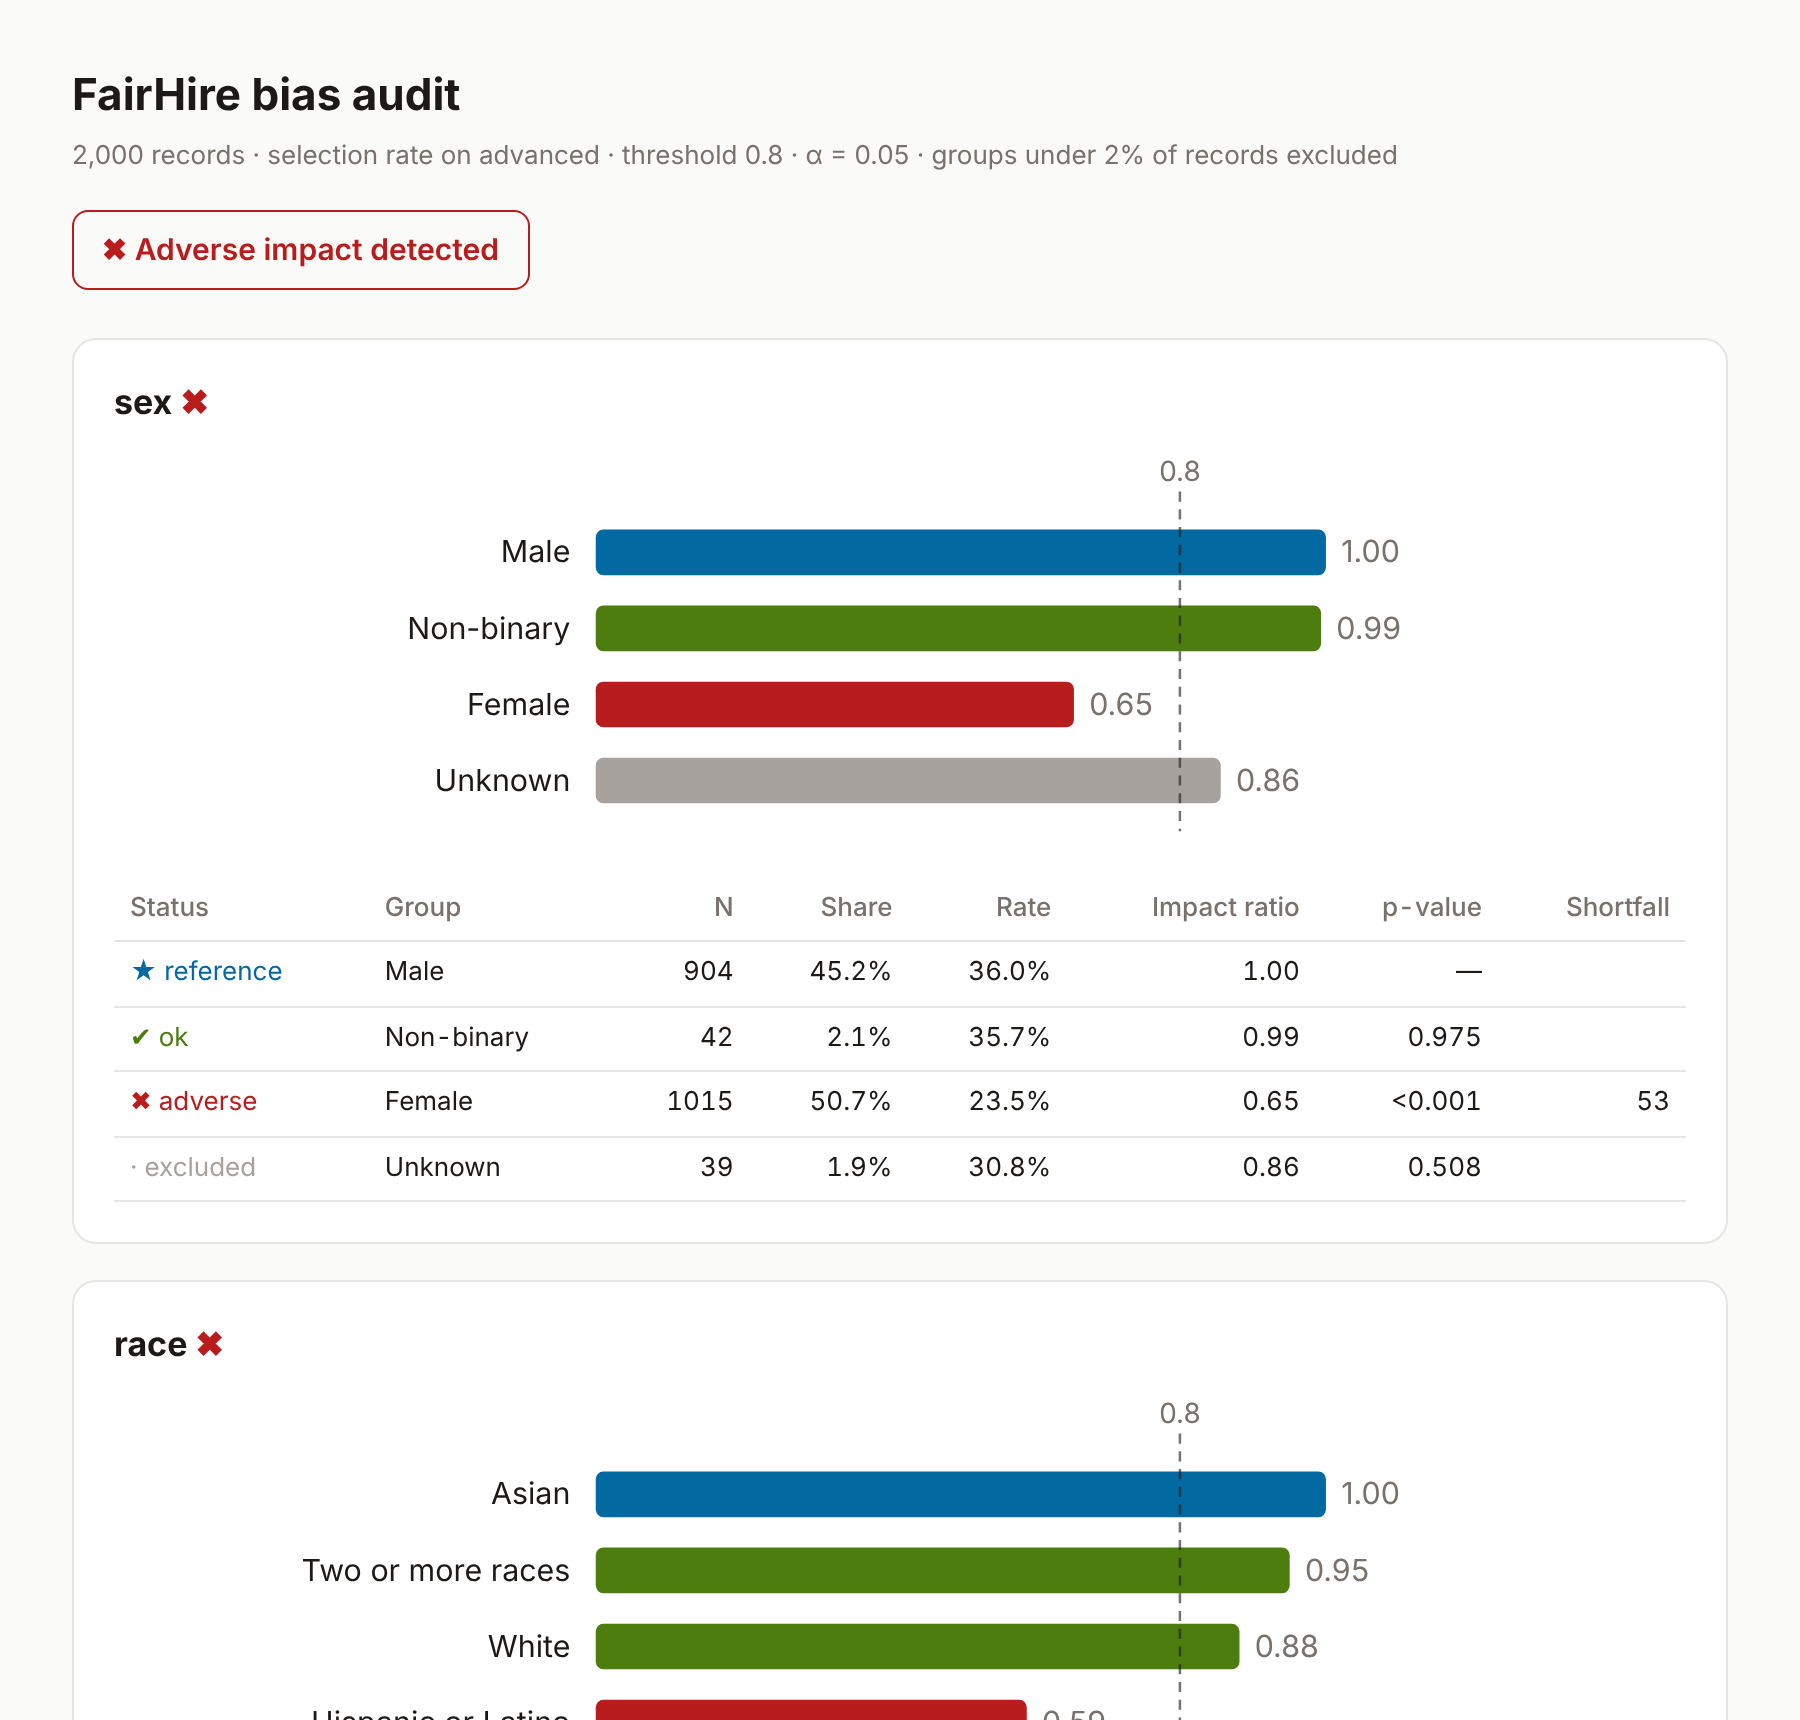 FairHire bias audit
2,000 records · selection rate on advanced · threshold 0.8 · α = 0.05 · groups under 2% of records excluded
✖ Adverse impact detected
sex ✖
0.8
Male 1.00
Non-binary 0.99
Female 0.65
Unknown 0.86
Status Group N Share Rate Impact ratio p-value Shortfall
★ reference Male 904 45.2% 36.0% 1.00 —
✔ ok Non-binary 42 2.1% 35.7% 0.99 0.975
✖ adverse Female 1015 50.7% 23.5% 0.65 <0.001 53
· excluded Unknown 39 1.9% 30.8% 0.86 0.508
race ✖
0.8
Asian 1.00
Two or more races 0.95
White 0.88
Hispanic or Latino 0.59